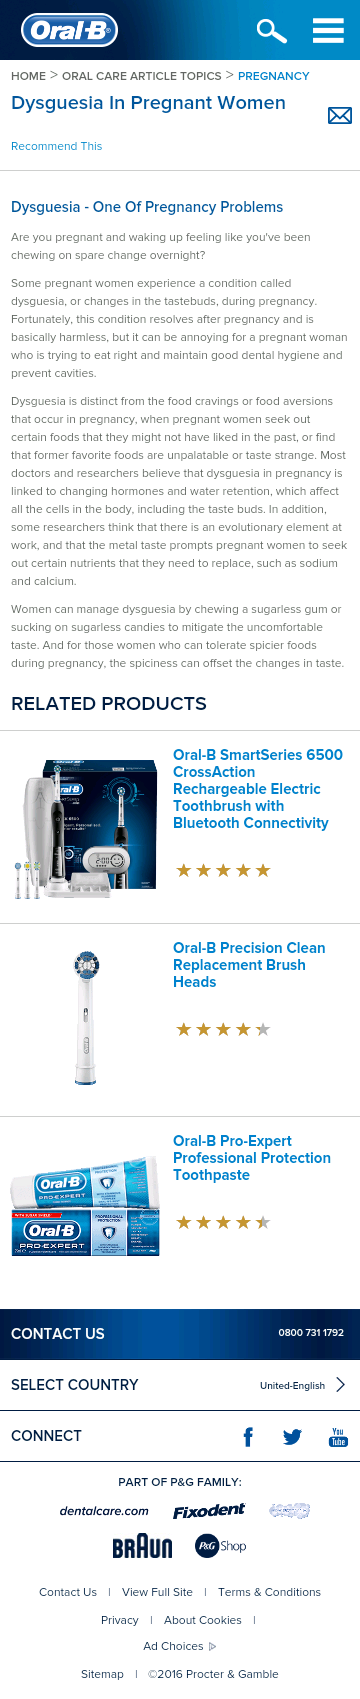 Oral-B
HOME > ORAL CARE ARTICLE TOPICS > PREGNANCY
Dysguesia In Pregnant Women
Recommend This
Dysguesia - One Of Pregnancy Problems
Are you pregnant and waking up feeling like you've been
chewing on spare change overnight?
Some pregnant women experience a condition called
dysguesia, or changes in the tastebuds, during pregnancy.
Fortunately, this condition resolves after pregnancy and is
basically harmless, but it can be annoying for a pregnant woman
who is trying to eat right and maintain good dental hygiene and
prevent cavities.
Dysguesia is distinct from the food cravings or food aversions
that occur in pregnancy, when pregnant women seek out
certain foods that they might not have liked in the past, or find
that former favorite foods are unpalatable or taste strange. Most
doctors and researchers believe that dysguesia in pregnancy is
linked to changing hormones and water retention, which affect
all the cells in the body, including the taste buds. In addition,
some researchers think that there is an evolutionary element at
work, and that the metal taste prompts pregnant women to seek
out certain nutrients that they need to replace, such as sodium
and calcium.
Women can manage dysguesia by chewing a sugarless gum or
sucking on sugarless candies to mitigate the uncomfortable
taste. And for those women who can tolerate spicier foods
during pregnancy, the spiciness can offset the changes in taste.
RELATED PRODUCTS
Oral-B SmartSeries 6500
CrossAction
Rechargeable Electric
Toothbrush with
Bluetooth Connectivity
Oral-B Precision Clean
Replacement Brush
Heads
Oral-B Pro-Expert
Professional Protection
Toothpaste
Oral-B
PRO-EXPERT
Oral-B
PROFESSIONAL
PROTECTION
PRO-EXPERT
CONTACT US 0800 731 1792
SELECT COUNTRY United-English
CONNECT f You Tube
PART OF P&G FAMILY:
dentalcare.com Fixodent
BRAUN P&G Shop
Contact Us | View Full Site | Terms & Conditions
Privacy | About Cookies |
Ad Choices
Sitemap | ©2016 Procter & Gamble